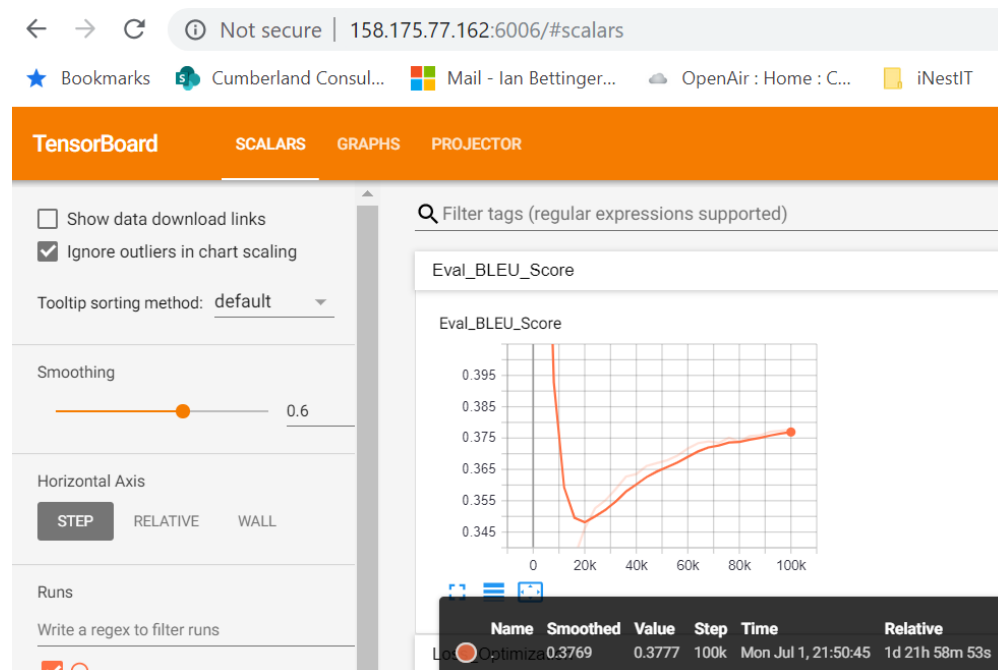 Not secure | 158.175.77.162:6006/#scalars
Bookmarks Cumberland Consul... Mail - Ian Bettinger... OpenAir : Home : C... iNestIT
TensorBoard SCALARS GRAPHS PROJECTOR
Show data download links
Ignore outliers in chart scaling
Tooltip sorting method: default
Smoothing
0.6
Horizontal Axis
STEP RELATIVE WALL
Runs
Write a regex to filter runs
Filter tags (regular expressions supported)
Eval_BLEU_Score
Eval_BLEU_Score
0.395
0.385
0.375
0.365
0.355
0.345
0 20k 40k 60k 80k 100k
Name Smoothed Value Step Time Relative
. 0.3769 0.3777 100k Mon Jul 1, 21:50:45 1d 21h 58m 53s